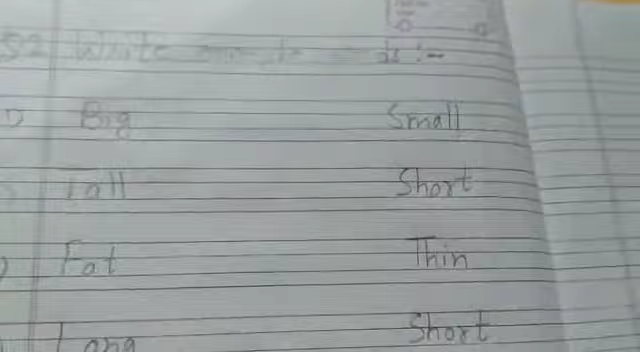 Write
Big Small
Tall Short
Fat Thin
Long Short